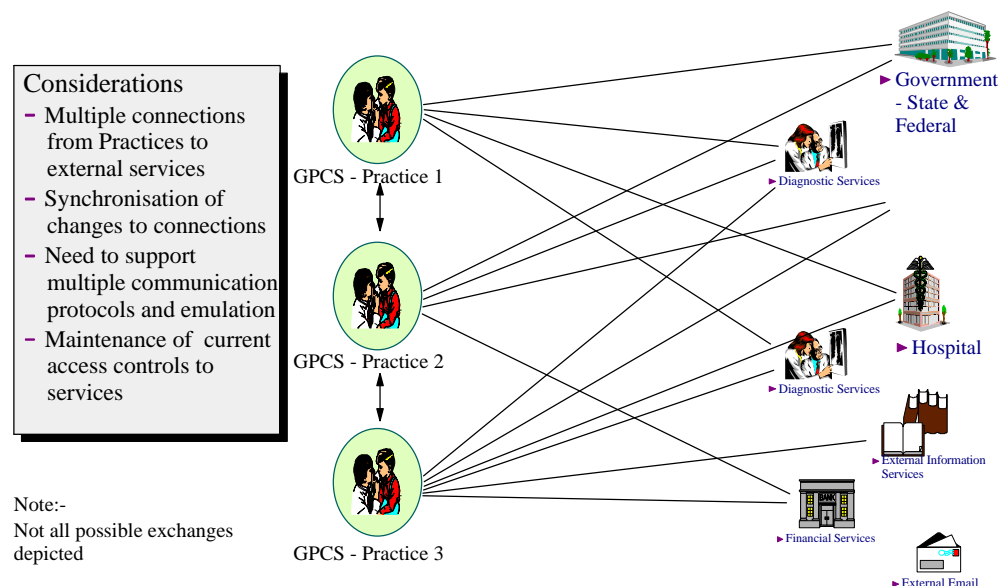 Considerations
- Multiple connections
from Practices to
external services
- Synchronisation of
changes to connections
- Need to support
multiple communication
protocols and emulation
- Maintenance of current
access controls to
services
Note:-
Not all possible exchanges
depicted
GPCS - Practice 1
GPCS - Practice 2
GPCS - Practice 3
Government
- State &
Federal
Diagnostic Services
Hospital
Diagnostic Services
External Information
Services
BANK
Financial Services
External Email